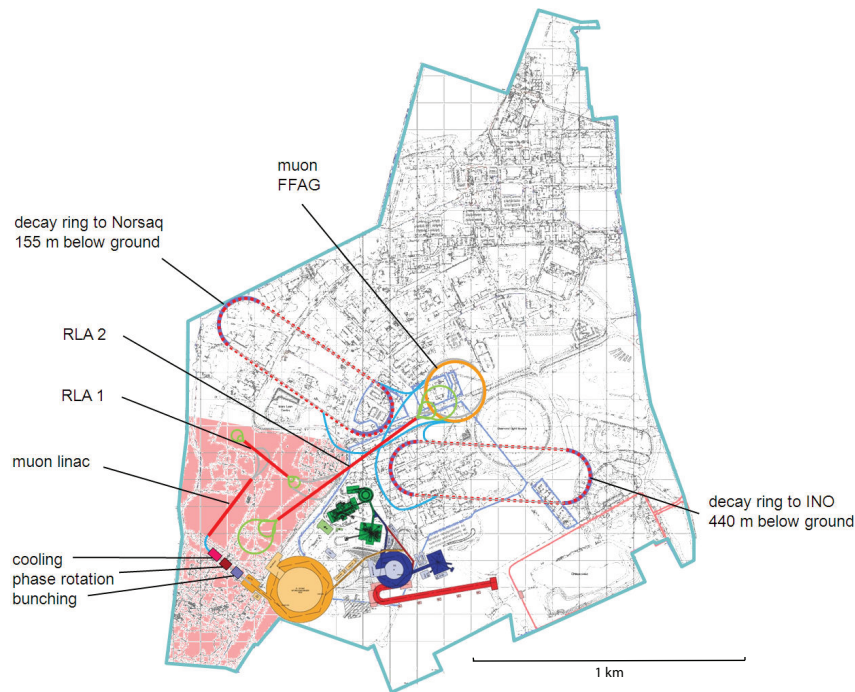 muon
FFAG
decay ring to Norsaq
155 m below ground
RLA 2
RLA 1
muon linac
cooling
phase rotation
bunching
decay ring to INO
440 m below ground
1 km